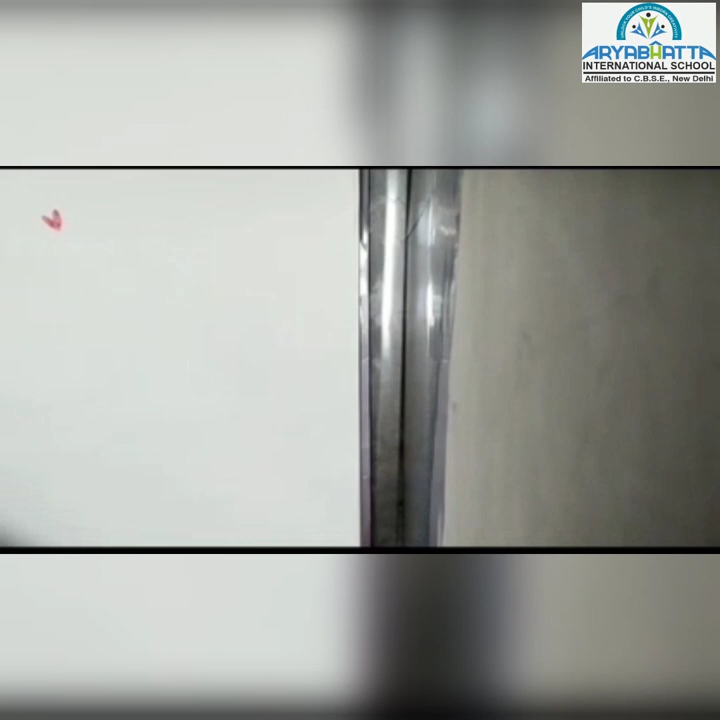 ARYABHATTA
INTERNATIONAL SCHOOL
Affiliated to C.B.S.E., New Delhi